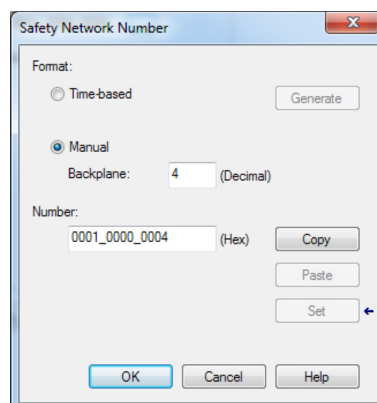 Safety Network Number
Format:
Time-based
Generate
Manual
Backplane: 4 (Decimal)
Number:
0001_0000_0004 (Hex) Copy
Paste
Set
OK Cancel Help